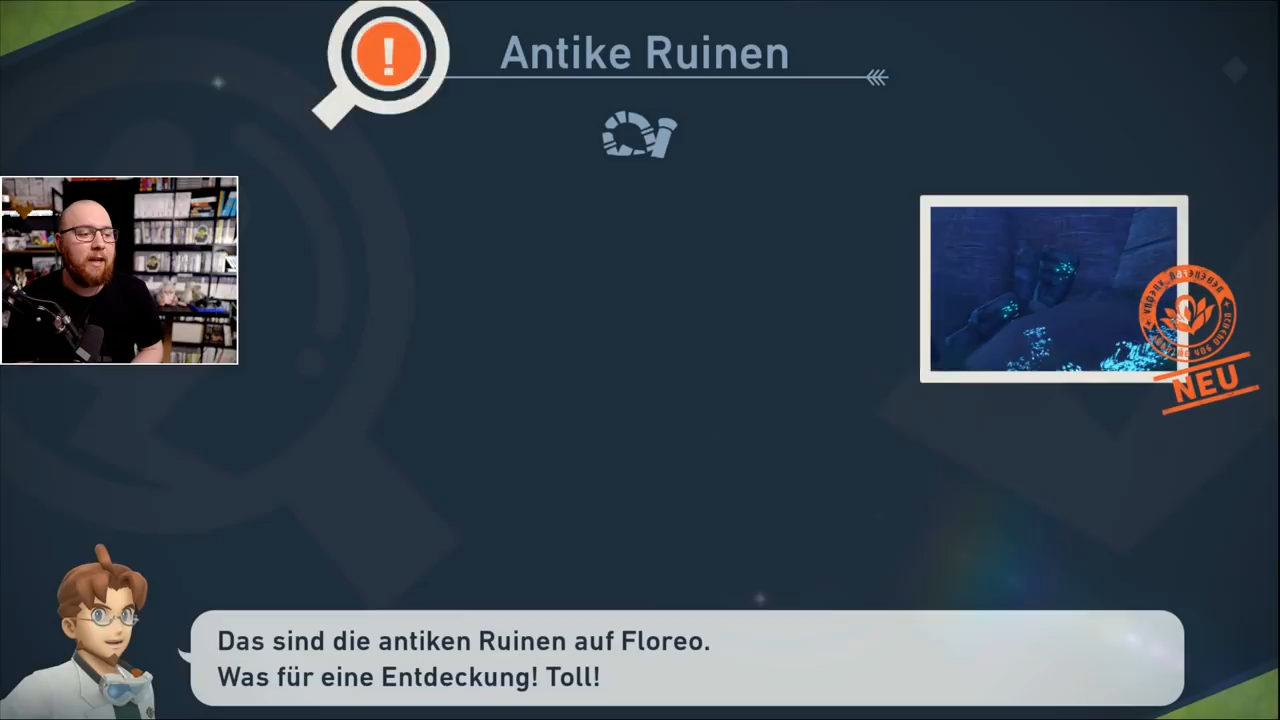 Antike Ruinen
NEU
Das sind die antiken Ruinen auf Floreo.
Was für eine Entdeckung! Toll!